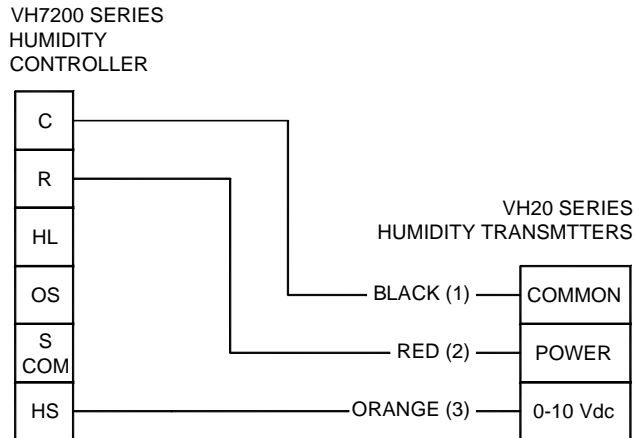 VH7200 SERIES
HUMIDITY
CONTROLLER
C
R
HL
OS
S
COM
HS
VH20 SERIES
HUMIDITY TRANSMTTERS
BLACK (1)
COMMON
RED (2)
POWER
ORANGE (3)
0-10 Vdc